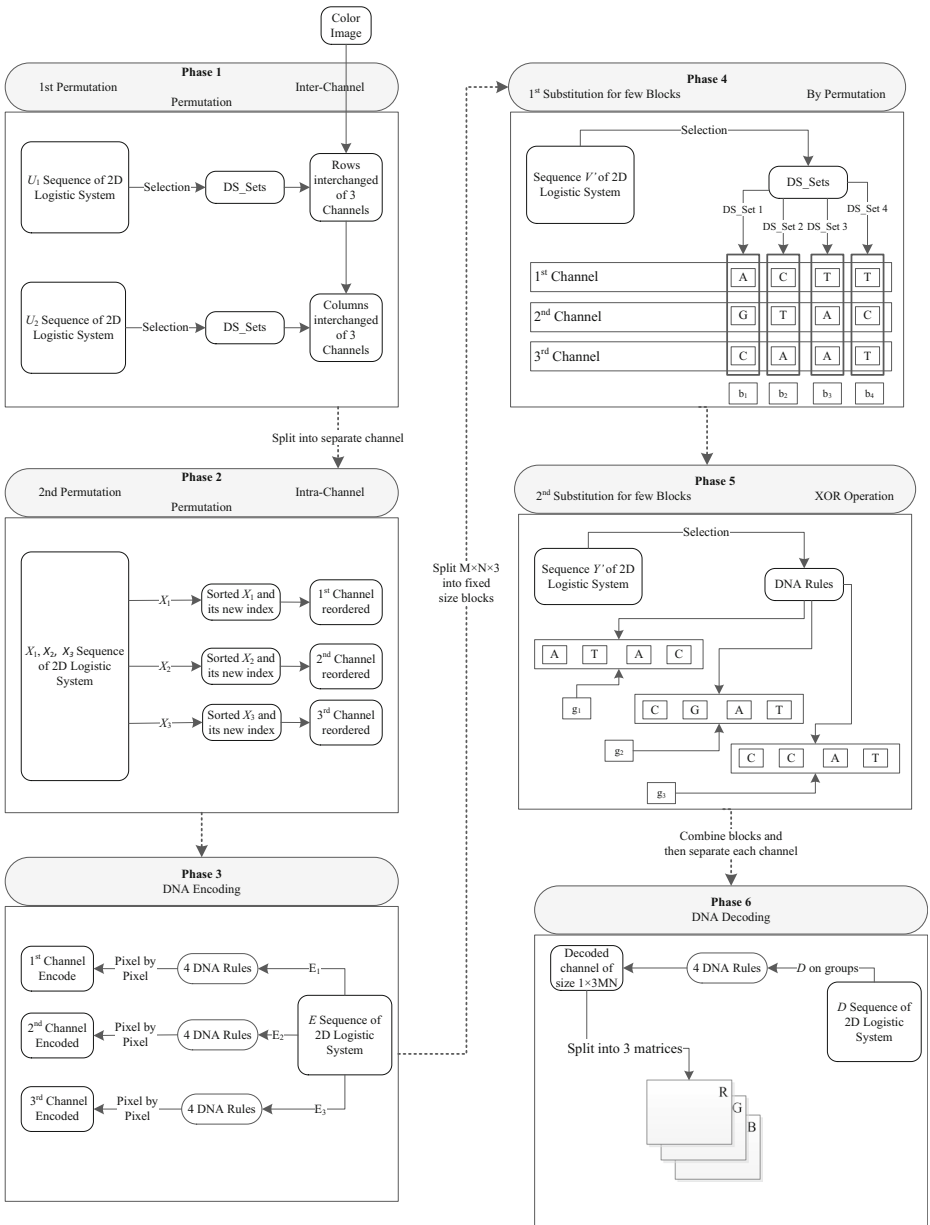 Color
Image
Phase 1
1st Permutation
Inter-Channel
Permutation
U1 Sequence of 2D
Logistic System
Selection
DS_Sets
Rows
interchanged
of 3
Channels
U2 Sequence of 2D
Logistic System
Selection
DS_Sets
Columns
interchanged
of 3
Channels
Split into separate channel
Phase 2
2nd Permutation
Intra-Channel
Permutation
X1, X2, X3 Sequence
of 2D Logistic
System
X1
Sorted X1 and
its new index
1st Channel
reordered
X2
Sorted X2 and
its new index
2nd Channel
reordered
X3
Sorted X3 and
its new index
3rd Channel
reordered
Phase 3
DNA Encoding
1st Channel
Encode
Pixel by
Pixel
4 DNA Rules
E1
2nd Channel
Encoded
Pixel by
Pixel
4 DNA Rules
E2
E Sequence of
2D Logistic
System
3rd Channel
Encoded
Pixel by
Pixel
4 DNA Rules
E3
Split M×N×3
into fixed
size blocks
Phase 4
1st Substitution for few Blocks
By Permutation
Selection
Sequence V' of 2D
Logistic System
DS_Sets
DS_Set 1
DS_Set 2
DS_Set 3
DS_Set 4
1st Channel A C T T
2nd Channel G T A C
3rd Channel C A A T
b1 b2 b3 b4
Phase 5
2nd Substitution for few Blocks
XOR Operation
Selection
Sequence Y' of 2D
Logistic System
DNA Rules
A T A C
g1
C G A T
g2
C C A T
g3
Combine blocks and
then separate each channel
Phase 6
DNA Decoding
Decoded
channel of
size 1×3MN
4 DNA Rules
D on groups
D Sequence of
2D Logistic
System
Split into 3 matrices
R
G
B